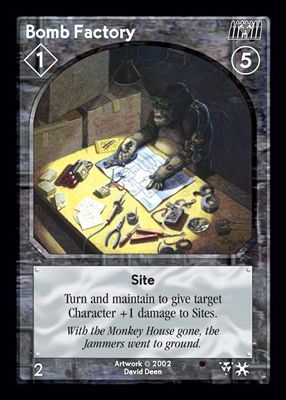 Bomb Factory
1
5
Site
Turn and maintain to give target
Character +1 damage to Sites.
With the Monkey House gone, the
Jammers went to ground.
2
Artwork © 2002
David Deen